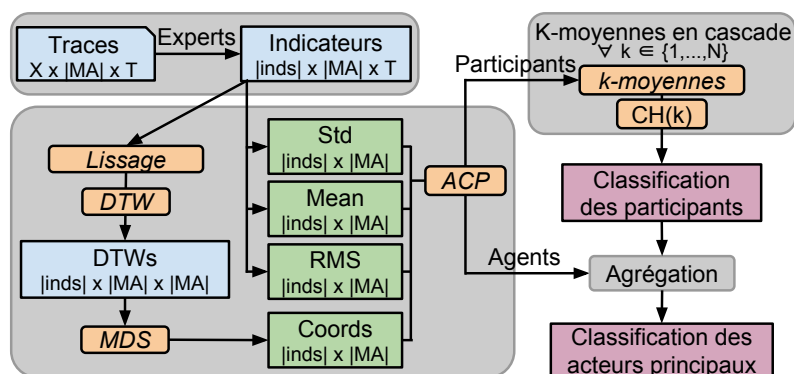 Traces
X x |MA| x T
Experts
Indicateurs
|inds| x |MA| x T
K-moyennes en cascade
∀ k ∈ {1,...,N}
k-moyennes
CH(k)
Participants
Lissage
DTW
DTWs
|inds| x |MA| x |MA|
MDS
Std
|inds| x |MA|
Mean
|inds| x |MA|
RMS
|inds| x |MA|
Coords
|inds| x |MA|
ACP
Classification
des participants
Agents
Agrégation
Classification des
acteurs principaux